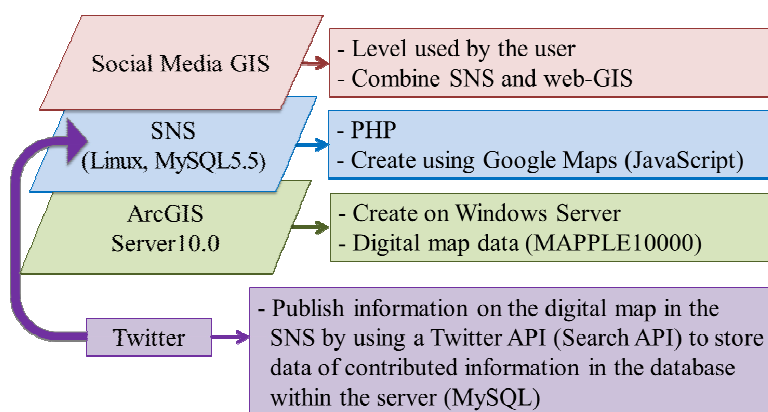 Social Media GIS
- Level used by the user
- Combine SNS and web-GIS
SNS
(Linux, MySQL5.5)
- PHP
- Create using Google Maps (JavaScript)
ArcGIS
Server10.0
- Create on Windows Server
- Digital map data (MAPPLE10000)
Twitter
- Publish information on the digital map in the
SNS by using a Twitter API (Search API) to store
data of contributed information in the database
within the server (MySQL)